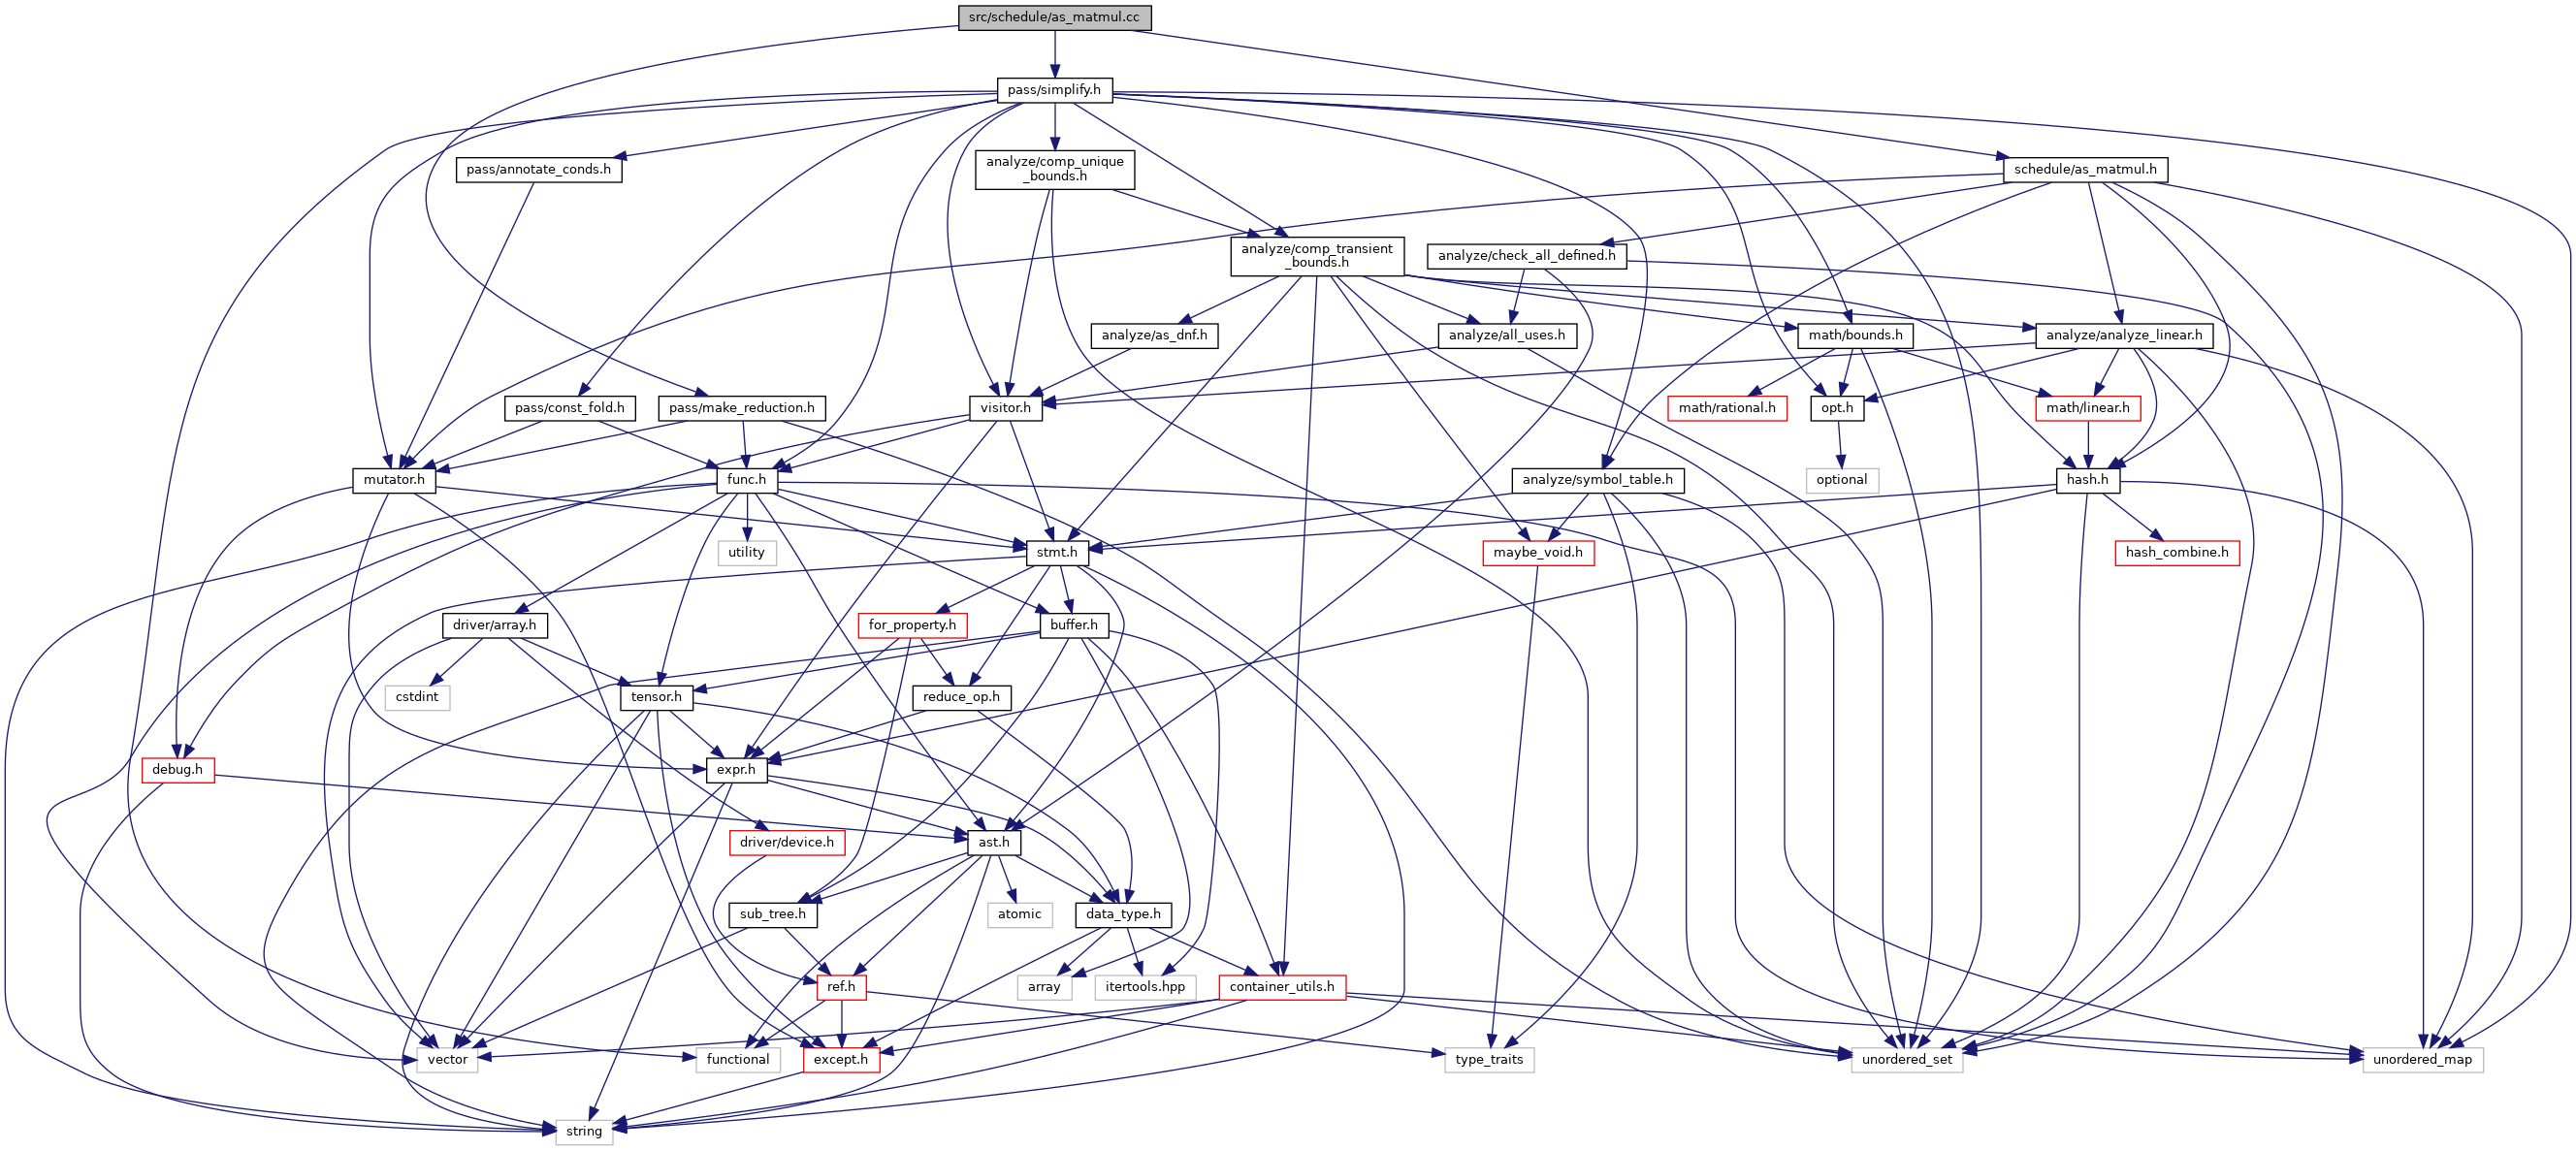 src/schedule/as_matmul.cc
pass/simplify.h
pass/annotate_conds.h
analyze/comp_unique
_bounds.h
schedule/as_matmul.h
analyze/comp_transient
_bounds.h
analyze/check_all_defined.h
analyze/as_dnf.h
analyze/all_uses.h
math/bounds.h
analyze/analyze_linear.h
pass/const_fold.h
pass/make_reduction.h
visitor.h
math/rational.h
opt.h
math/linear.h
mutator.h
func.h
analyze/symbol_table.h
optional
hash.h
utility
stmt.h
maybe_void.h
hash_combine.h
driver/array.h
for_property.h
buffer.h
cstdint
tensor.h
reduce_op.h
debug.h
expr.h
driver/device.h
ast.h
sub_tree.h
atomic
data_type.h
ref.h
array
itertools.hpp
container_utils.h
vector
functional
except.h
type_traits
unordered_set
unordered_map
string